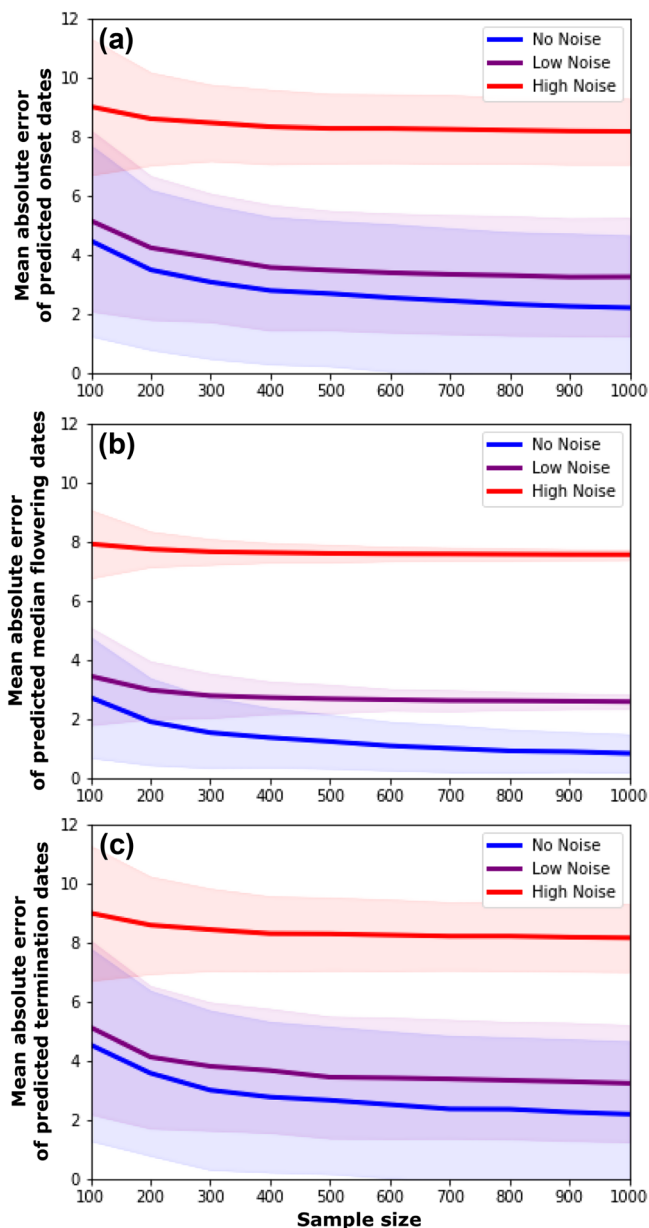 (a)
No Noise
Low Noise
High Noise
Mean absolute error
of predicted onset dates
12
10
8
6
4
2
0
100 200 300 400 500 600 700 800 900 1000
(b)
No Noise
Low Noise
High Noise
Mean absolute error
of predicted median flowering dates
12
10
8
6
4
2
0
100 200 300 400 500 600 700 800 900 1000
(c)
No Noise
Low Noise
High Noise
Mean absolute error
of predicted termination dates
12
10
8
6
4
2
0
100 200 300 400 500 600 700 800 900 1000
Sample size